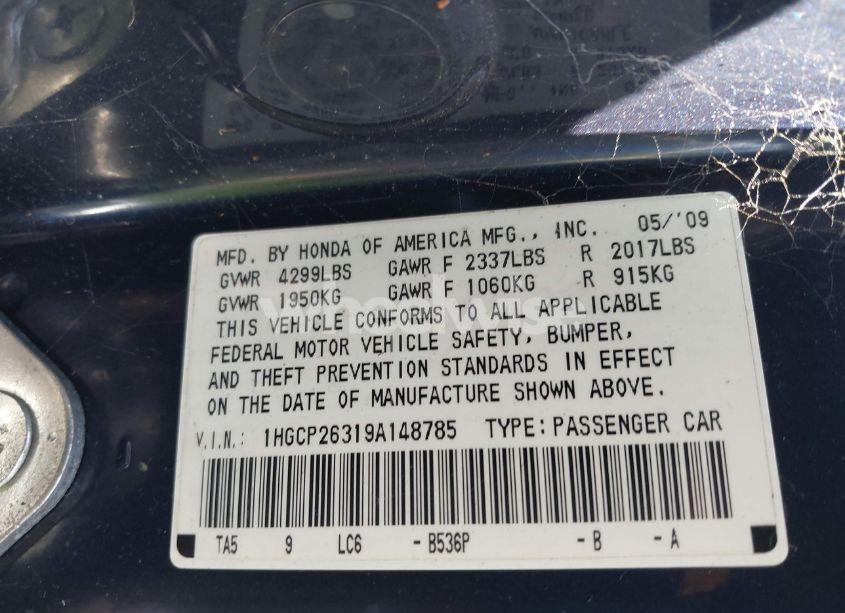 MFD. BY HONDA OF AMERICA MFG., INC. 05/'09
GVWR 4299LBS GAWR F 2337LBS R 2017LBS
GVWR 1950KG GAWR F 1060KG R 915KG
THIS VEHICLE CONFORMS TO ALL APPLICABLE
FEDERAL MOTOR VEHICLE SAFETY, BUMPER,
AND THEFT PREVENTION STANDARDS IN EFFECT
ON THE DATE OF MANUFACTURE SHOWN ABOVE.
V.I.N.: 1HGCP26319A148785 TYPE: PASSENGER CAR
TA5 9 LC6 -B536P -B -A